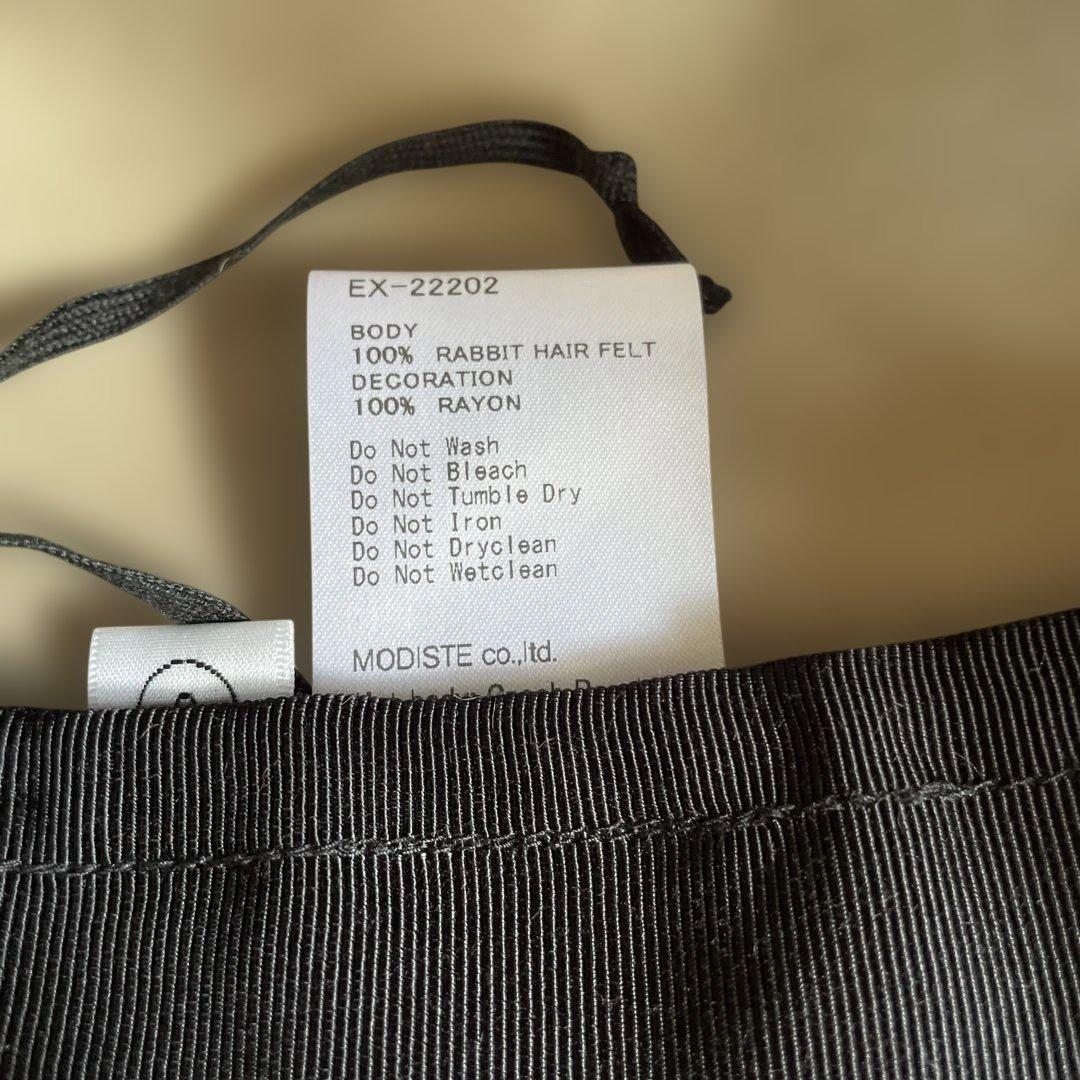 EX-22202
BODY
100% RABBIT HAIR FELT
DECORATION
100% RAYON
Do Not Wash
Do Not Bleach
Do Not Tumble Dry
Do Not Iron
Do Not Dryclean
Do Not Wetclean
MODISTE co.,ltd.